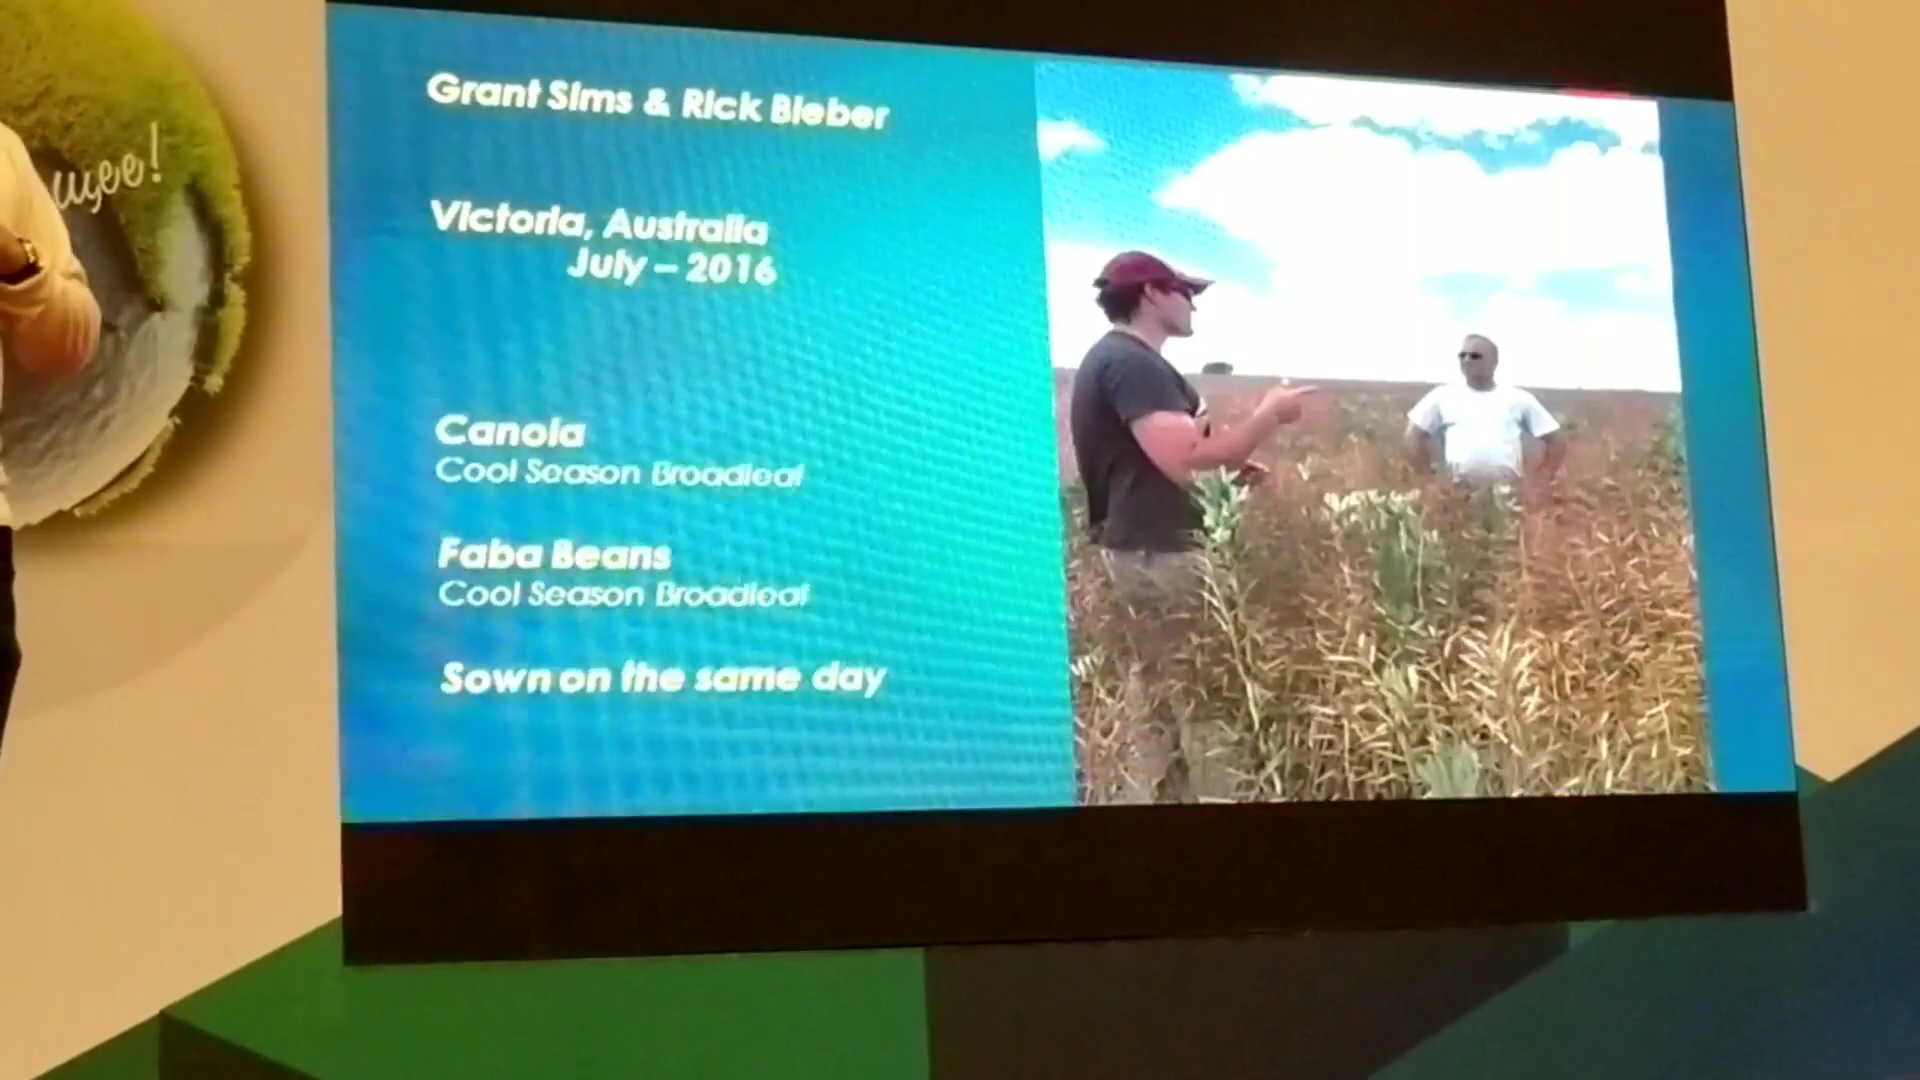 Grant Sims & Rick Bieber
Victoria, Australia
July – 2016
Canola
Cool Season Broadleaf
Faba Beans
Cool Season Broadleaf
Sown on the same day